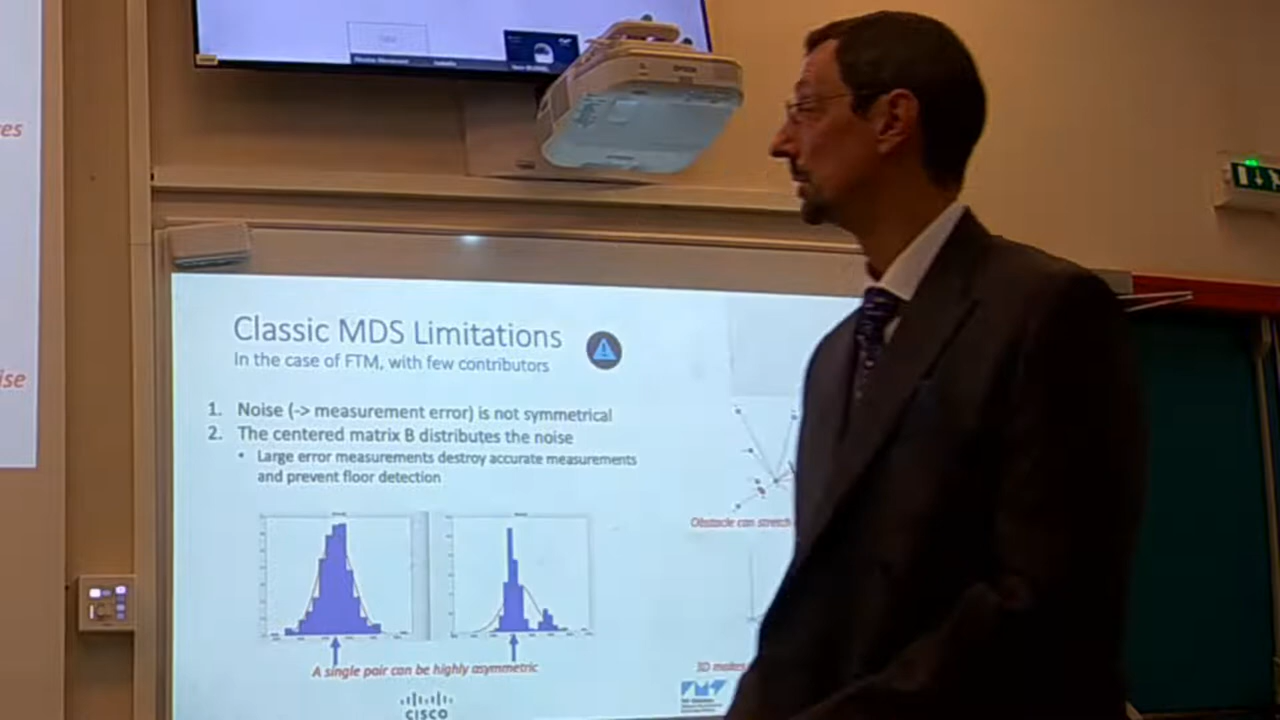 EPSON
es
ise
Classic MDS Limitations
In the case of FTM, with few contributors
1. Noise (-> measurement error) is not symmetrical
2. The centered matrix B distributes the noise
• Large error measurements destroy accurate measurements
and prevent floor detection
Obstacle can stretch
A single pair can be highly asymmetric
3D makes
CISCO